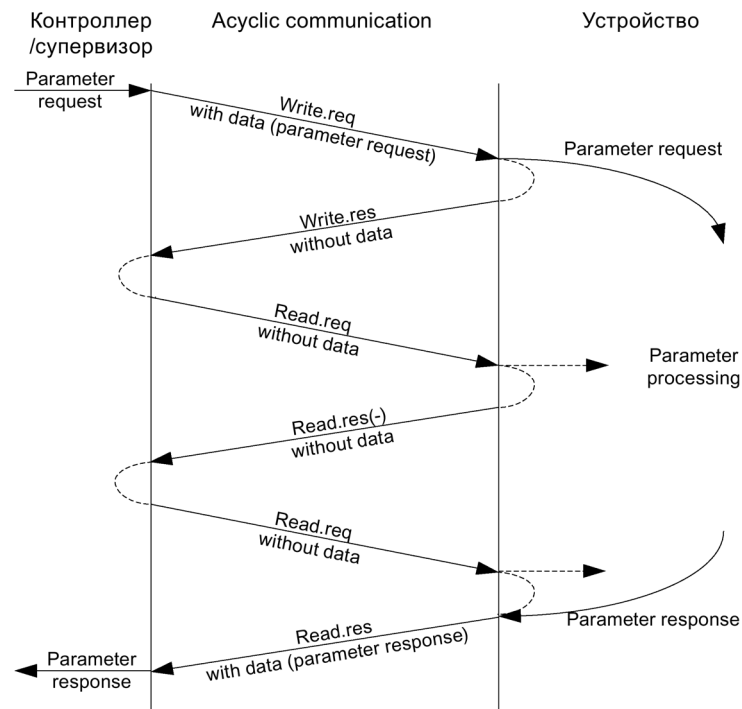 Контроллер
/супервизор
Acyclic communication
Устройство
Parameter
request
Write.req
with data (parameter request)
Parameter request
Write.res
without data
Read.req
without data
Parameter
processing
Read.res(-)
without data
Read.req
without data
Parameter response
Read.res
with data (parameter response)
Parameter
response